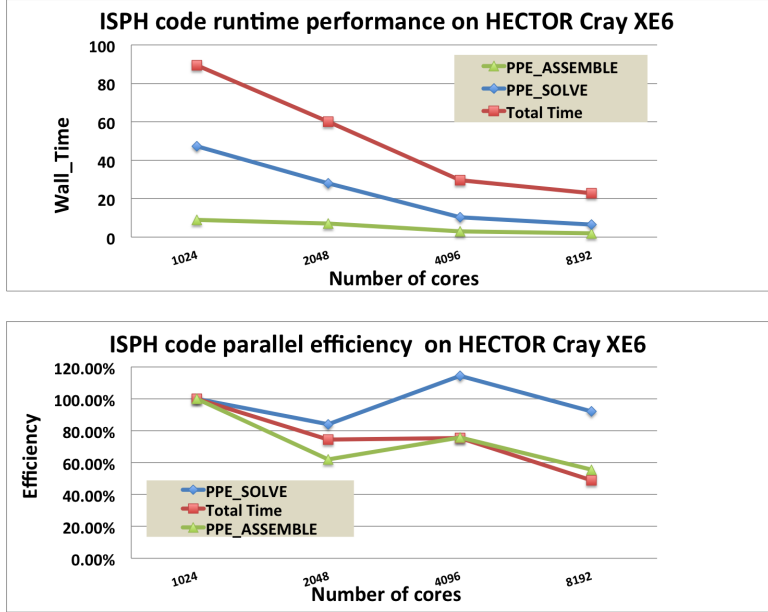 ISPH code runtime performance on HECTOR Cray XE6
100
80
60
40
20
0
Wall_Time
PPE_ASSEMBLE
PPE_SOLVE
Total Time
1024
2048
4096
8192
Number of cores
ISPH code parallel efficiency on HECTOR Cray XE6
120.00%
100.00%
80.00%
60.00%
40.00%
20.00%
0.00%
Efficiency
PPE_SOLVE
Total Time
PPE_ASSEMBLE
1024
2048
4096
8192
Number of cores